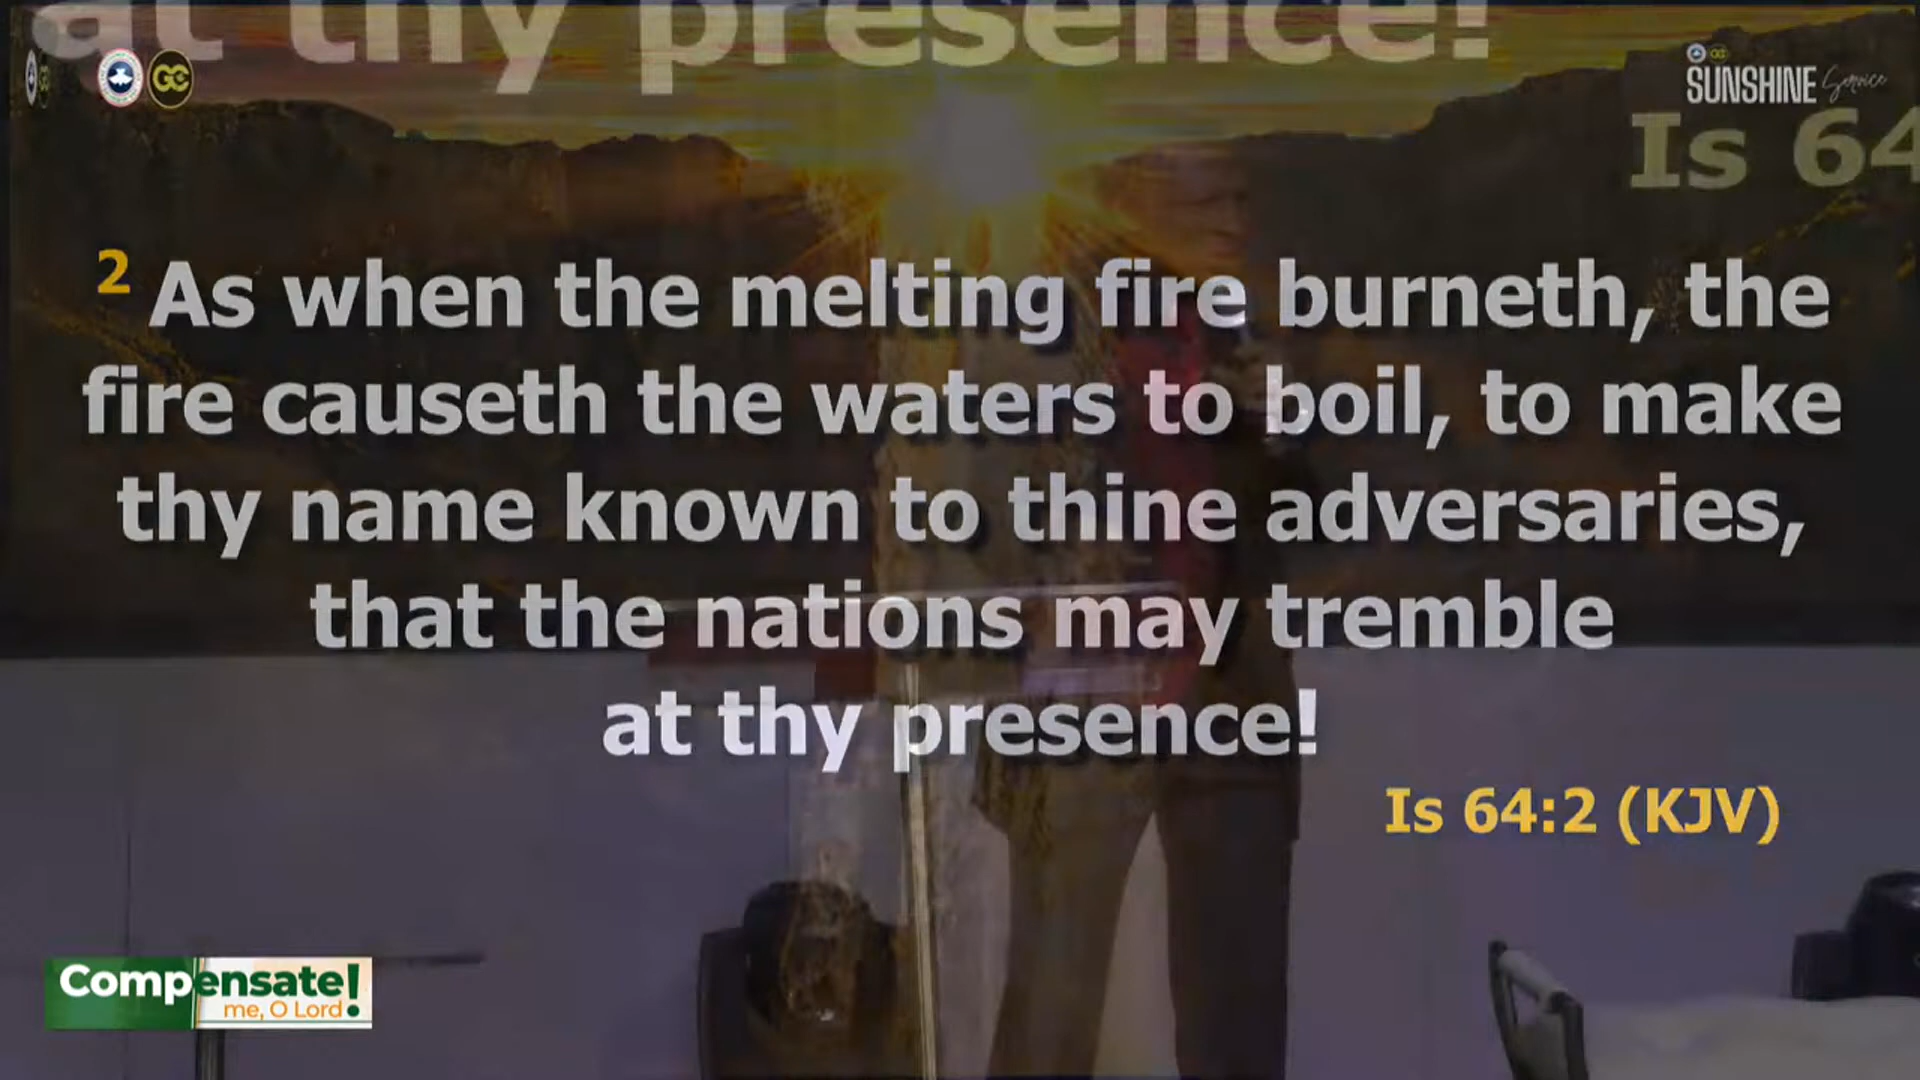 at thy presence!
GC
SUNSHINE Service
Is 64
2 As when the melting fire burneth, the
fire causeth the waters to boil, to make
thy name known to thine adversaries,
that the nations may tremble
at thy presence!
Is 64:2 (KJV)
Compensate!
me, O Lord